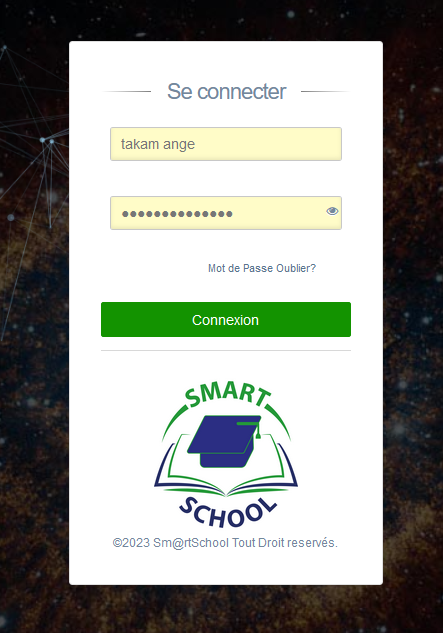 Se connecter
takam ange
●●●●●●●●●●●●●●
Mot de Passe Oublier?
Connexion
SMART
SCHOOL
©2023 Sm@rtSchool Tout Droit reservés.